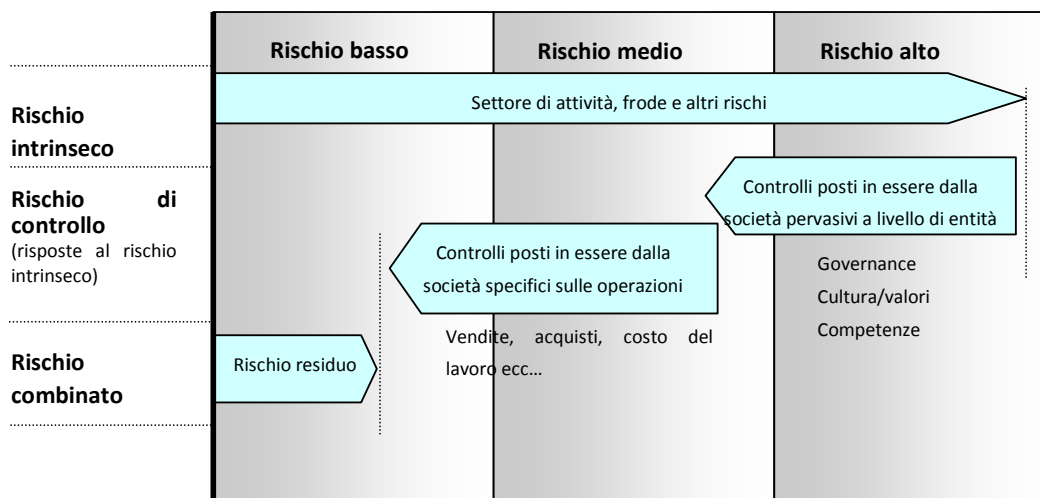 Rischio basso
Rischio medio
Rischio alto
Rischio
intrinseco
Settore di attività, frode e altri rischi
Rischio di
controllo
(risposte al rischio
intrinseco)
Controlli posti in essere dalla
società pervasivi a livello di entità
Governance
Cultura/valori
Competenze
Controlli posti in essere dalla
società specifici sulle operazioni
Vendite, acquisti, costo del
lavoro ecc...
Rischio
combinato
Rischio residuo